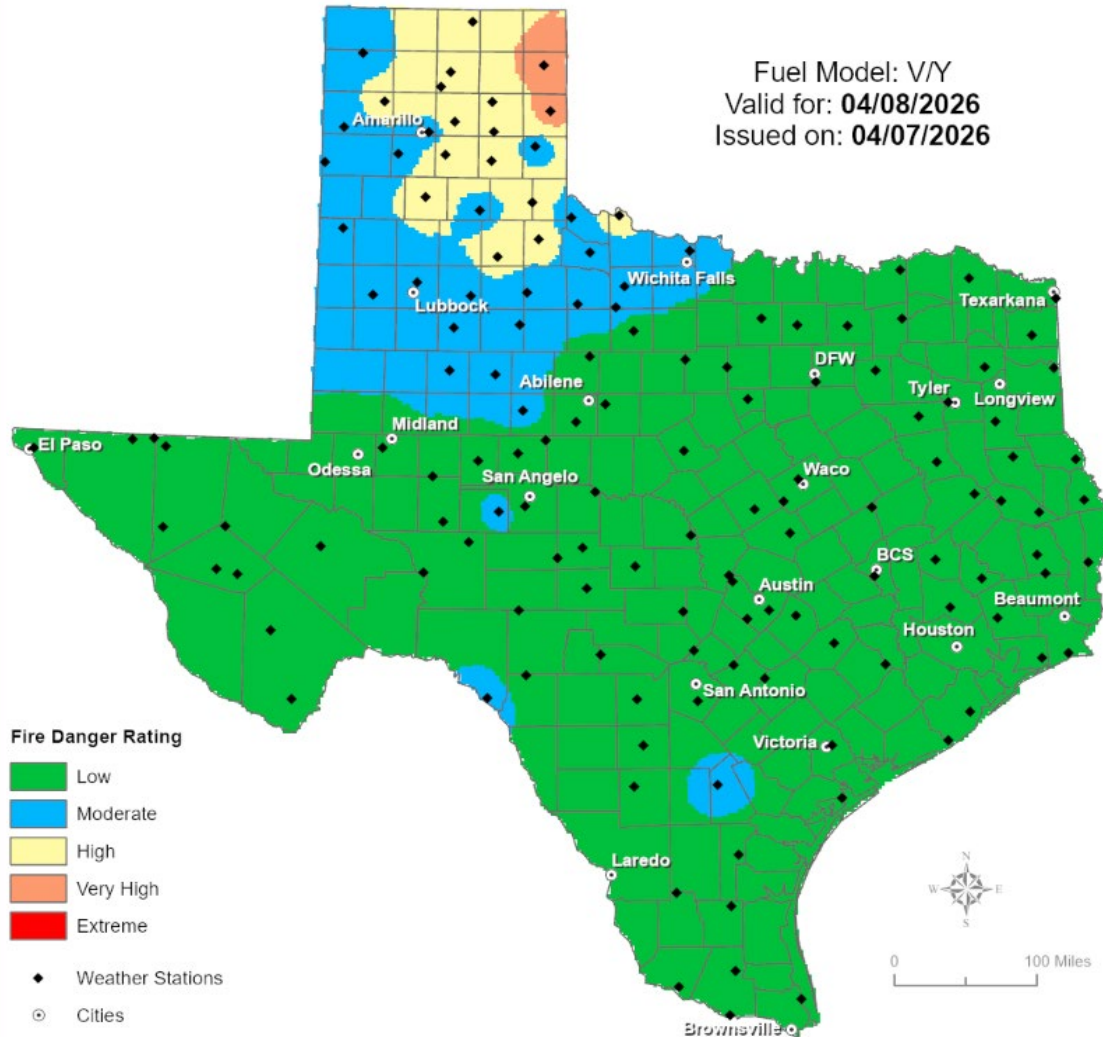 Fuel Model: V/Y
Valid for: 04/08/2026
Issued on: 04/07/2026
Amarillo
Wichita Falls
Lubbock
Texarkana
DFW
Abilene
Tyler
Longview
Midland
El Paso
Odessa
San Angelo
Waco
BCS
Austin
Beaumont
Houston
San Antonio
Victoria
Laredo
Brownsville
Fire Danger Rating
Low
Moderate
High
Very High
Extreme
Weather Stations
Cities
N
W
E
S
0 100 Miles